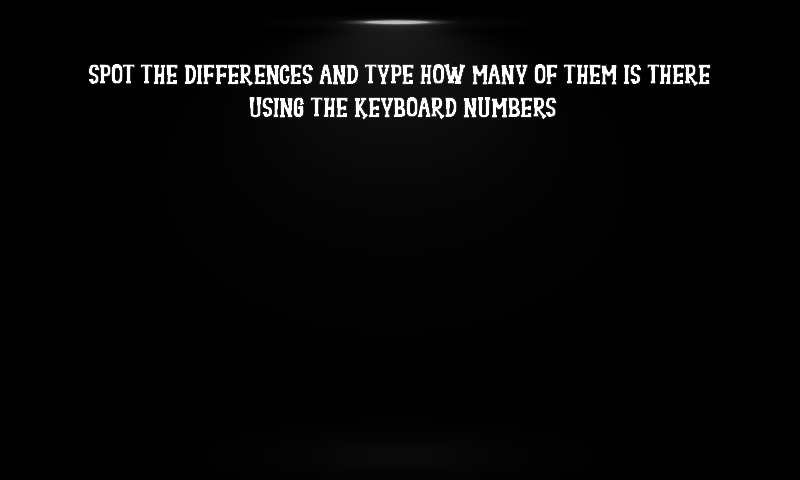 SPOT THE DIFFERENCES AND TYPE HOW MANY OF THEM IS THERE
USING THE KEYBOARD NUMBERS